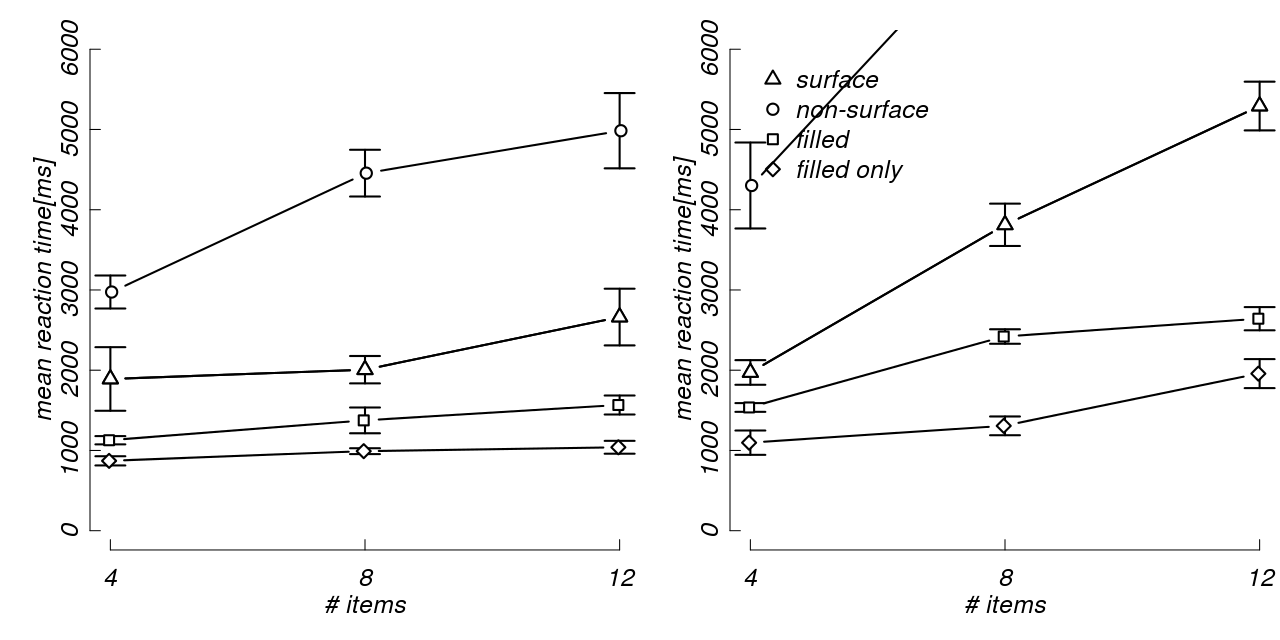 mean reaction time[ms]
6000
5000
4000
3000
2000
1000
0
4 8 12
# items
mean reaction time[ms]
6000
5000
4000
3000
2000
1000
0
surface
non-surface
filled
filled only
4 8 12
# items